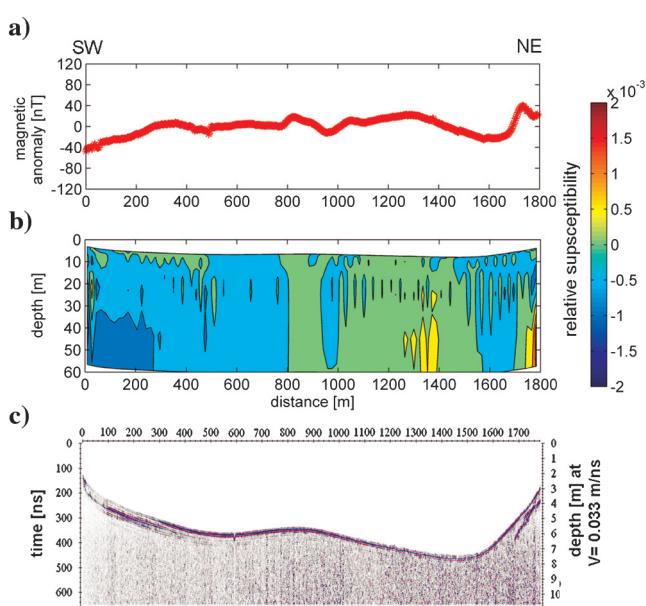 a)
SW NE
120
80
40
0
-40
-80
-120
magnetic
anomaly [nT]
0 200 400 600 800 1000 1200 1400 1600 1800
b)
0
10
20
30
40
50
60
depth [m]
0 200 400 600 800 1000 1200 1400 1600 1800
distance [m]
x 10-3
2
1.5
1
0.5
0
-0.5
-1
-1.5
-2
relative supsceptibility
c)
0 100 200 300 400 500 600 700 800 900 1000 1100 1200 1300 1400 1500 1600 1700
0
100
200
300
400
500
600
time [ns]
0
1
2
3
4
5
6
7
8
9
10
depth [m] at
V= 0.033 m/ns